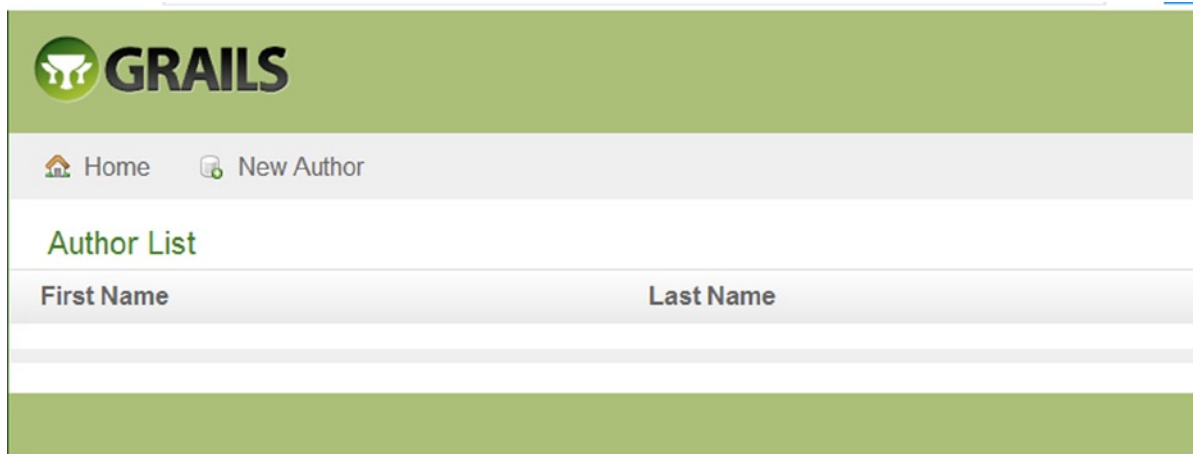 GRAILS
Home New Author
Author List
First Name Last Name